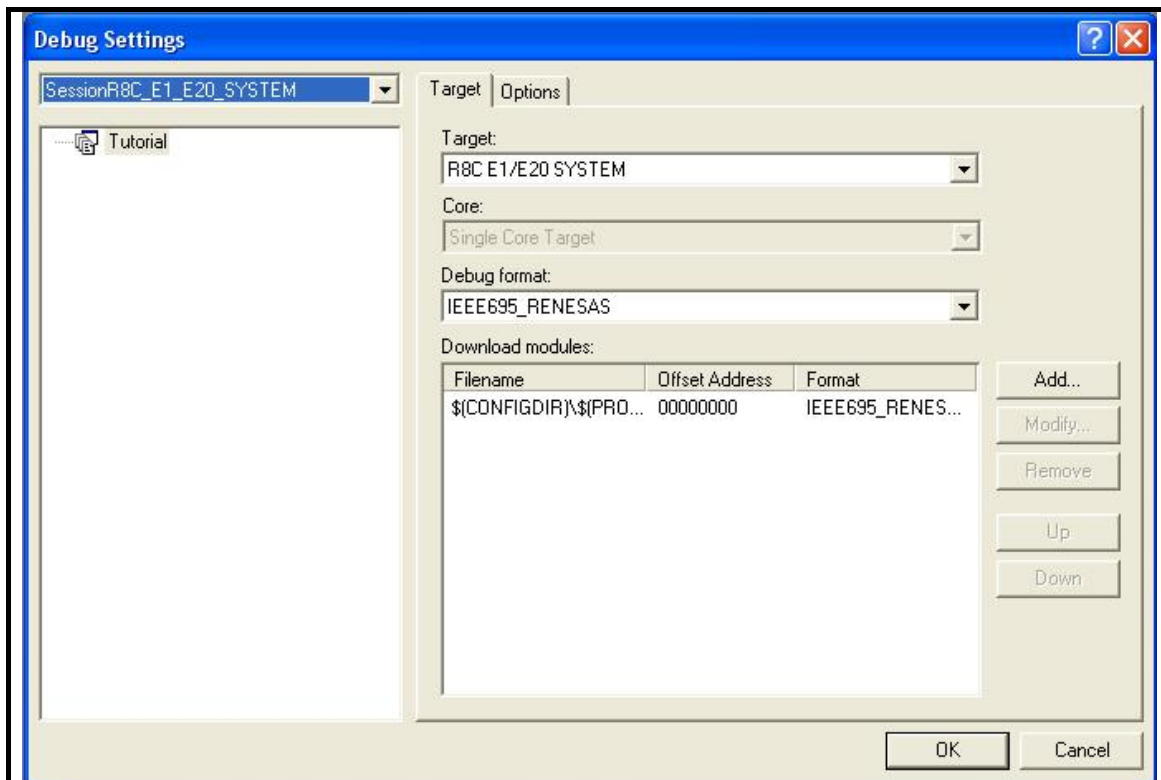 Debug Settings
SessionR8C_E1_E20_SYSTEM
Tutorial
Target Options
Target:
R8C E1/E20 SYSTEM
Core:
Single Core Target
Debug format:
IEEE695_RENESAS
Download modules:
Filename Offset Address Format
$(CONFIGDIR)\$(PRO... 00000000 IEEE695_RENES...
Add...
Modify...
Remove
Up
Down
OK Cancel